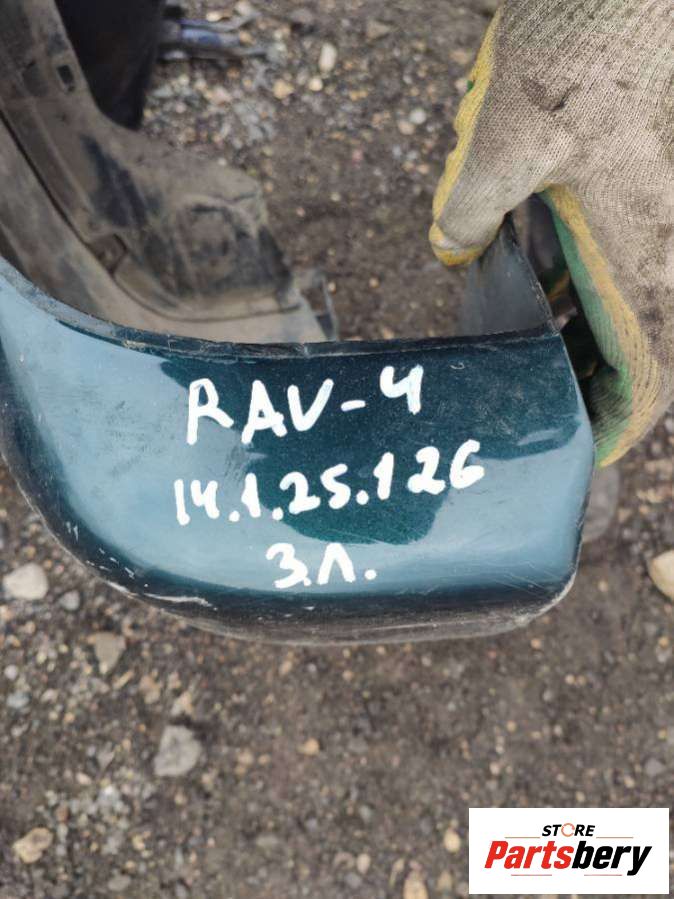 RAV-4
14.1.25.126
З.Л.
STORE
Partsbery